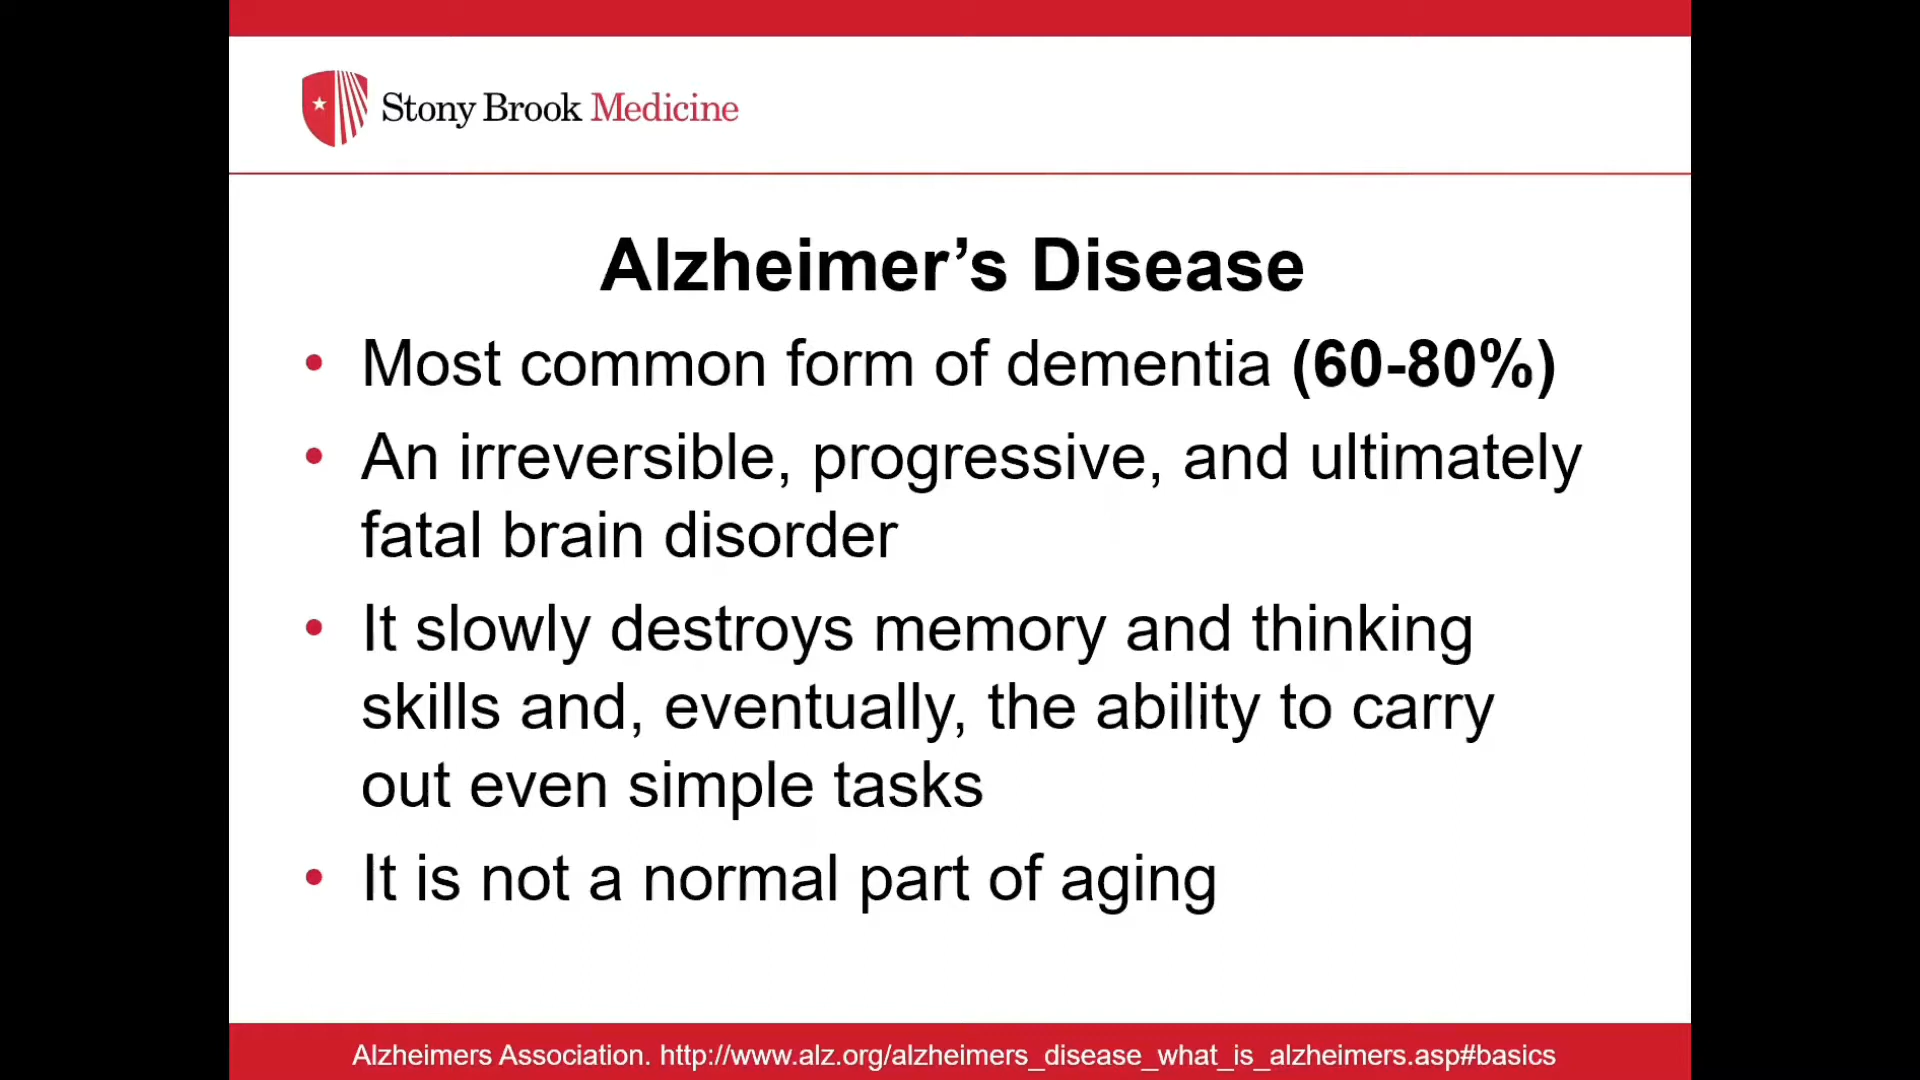 Stony Brook Medicine
Alzheimer’s Disease
• Most common form of dementia (60-80%)
• An irreversible, progressive, and ultimately
fatal brain disorder
• It slowly destroys memory and thinking
skills and, eventually, the ability to carry
out even simple tasks
• It is not a normal part of aging
Alzheimers Association. http://www.alz.org/alzheimers_disease_what_is_alzheimers.asp#basics